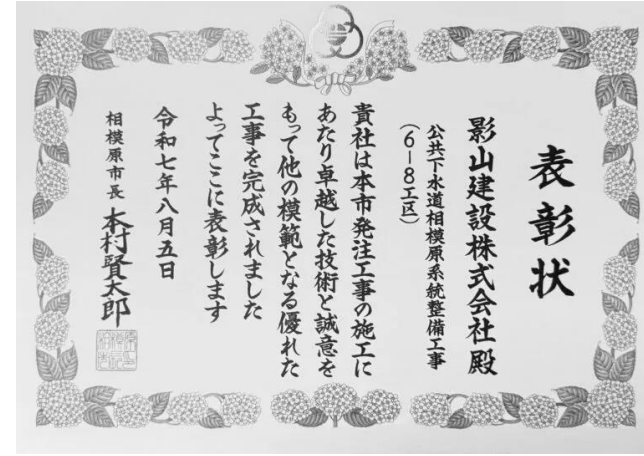 表彰状
影山建設株式会社殿
公共下水道相模原系統整備工事
(6-8工区)
貴社は本市発注工事の施工に
あたり卓越した技術と誠意を
もって他の模範となる優れた
工事を完成されました
よってここに表彰します
令和七年八月五日
相模原市長 本村賢太郎